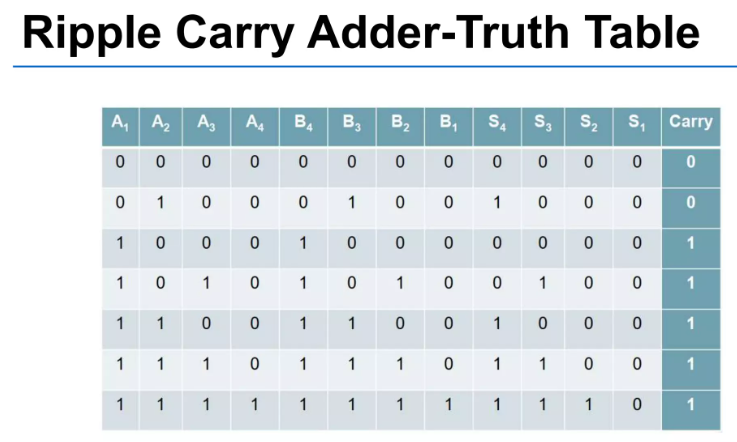 Ripple Carry Adder-Truth Table
A₁ A₂ A₃ A₄ B₄ B₃ B₂ B₁ S₄ S₃ S₂ S₁ Carry
0 0 0 0 0 0 0 0 0 0 0 0 0
0 1 0 0 0 1 0 0 1 0 0 0 0
1 0 0 0 1 0 0 0 0 0 0 0 1
1 0 1 0 1 0 1 0 0 1 0 0 1
1 1 0 0 1 1 0 0 1 0 0 0 1
1 1 1 0 1 1 1 0 1 1 0 0 1
1 1 1 1 1 1 1 1 1 1 1 0 1